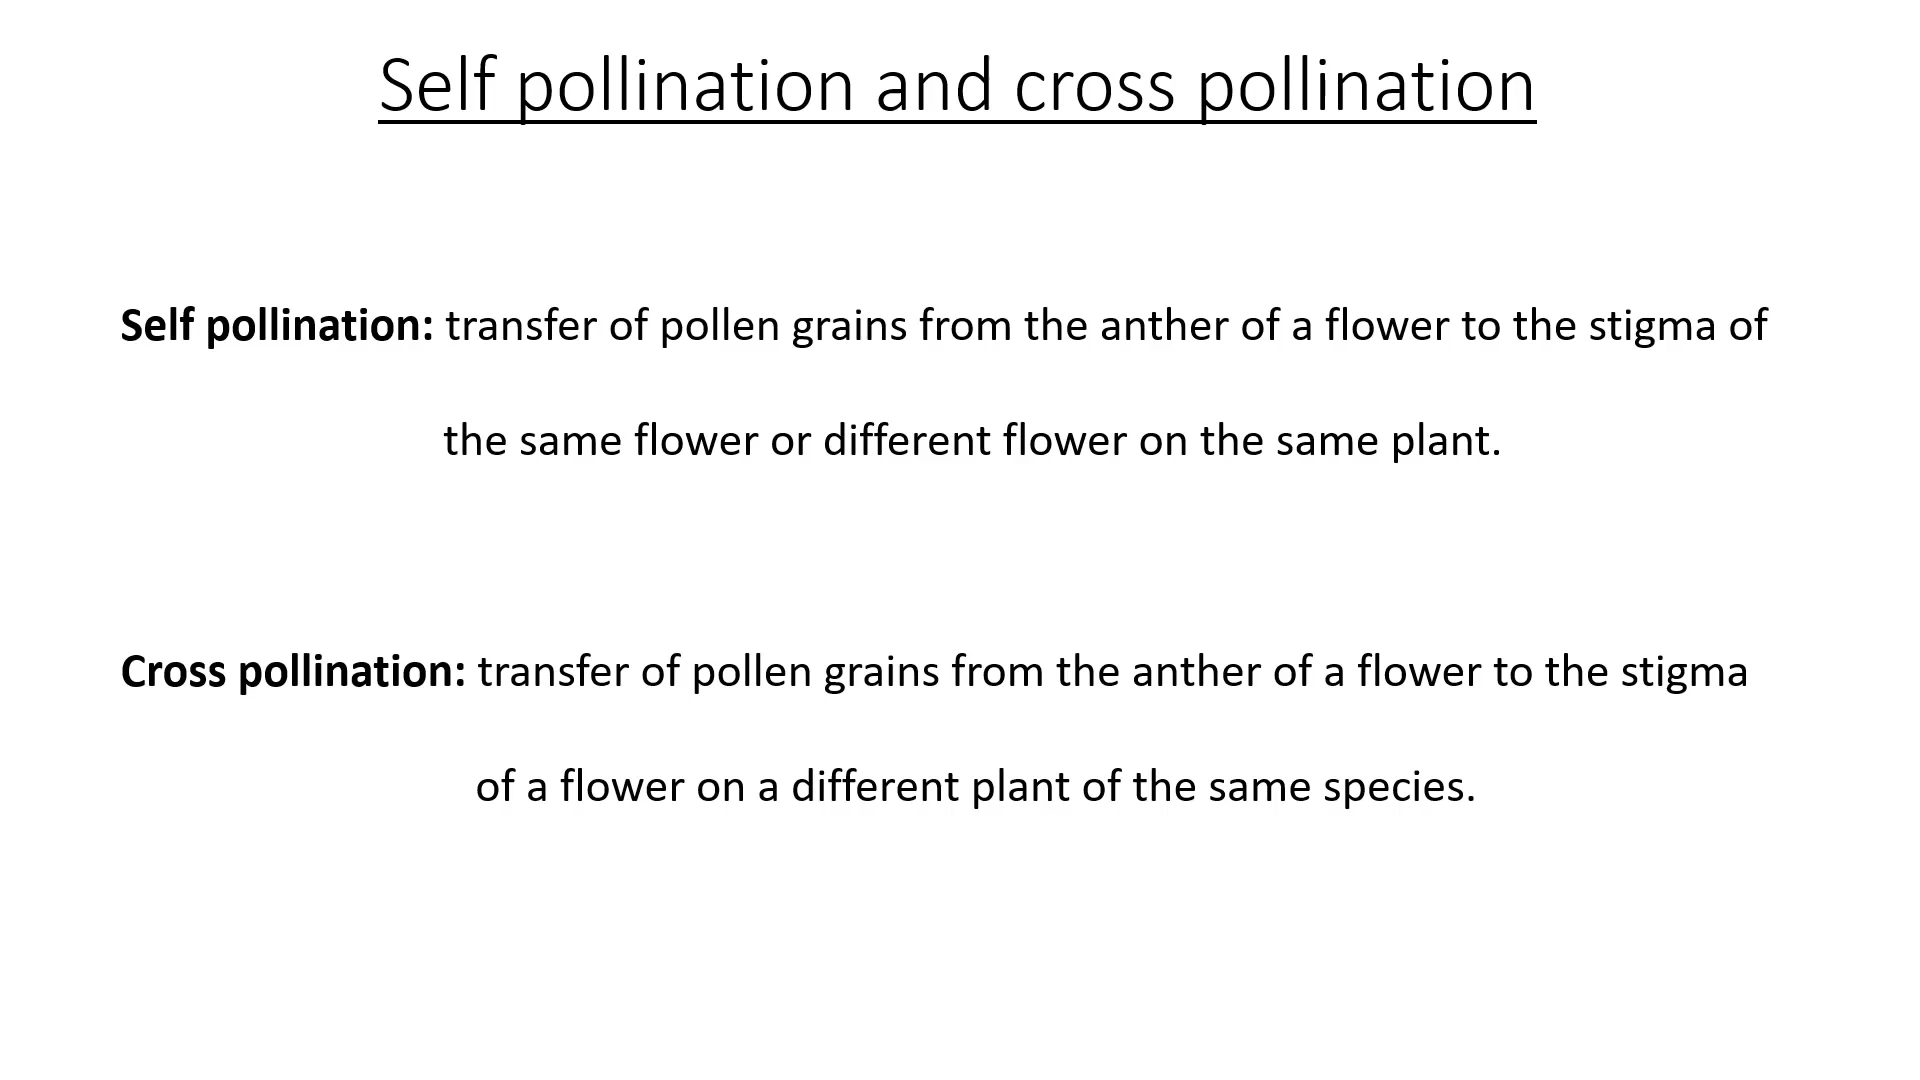 Self pollination and cross pollination
Self pollination: transfer of pollen grains from the anther of a flower to the stigma of
the same flower or different flower on the same plant.
Cross pollination: transfer of pollen grains from the anther of a flower to the stigma
of a flower on a different plant of the same species.